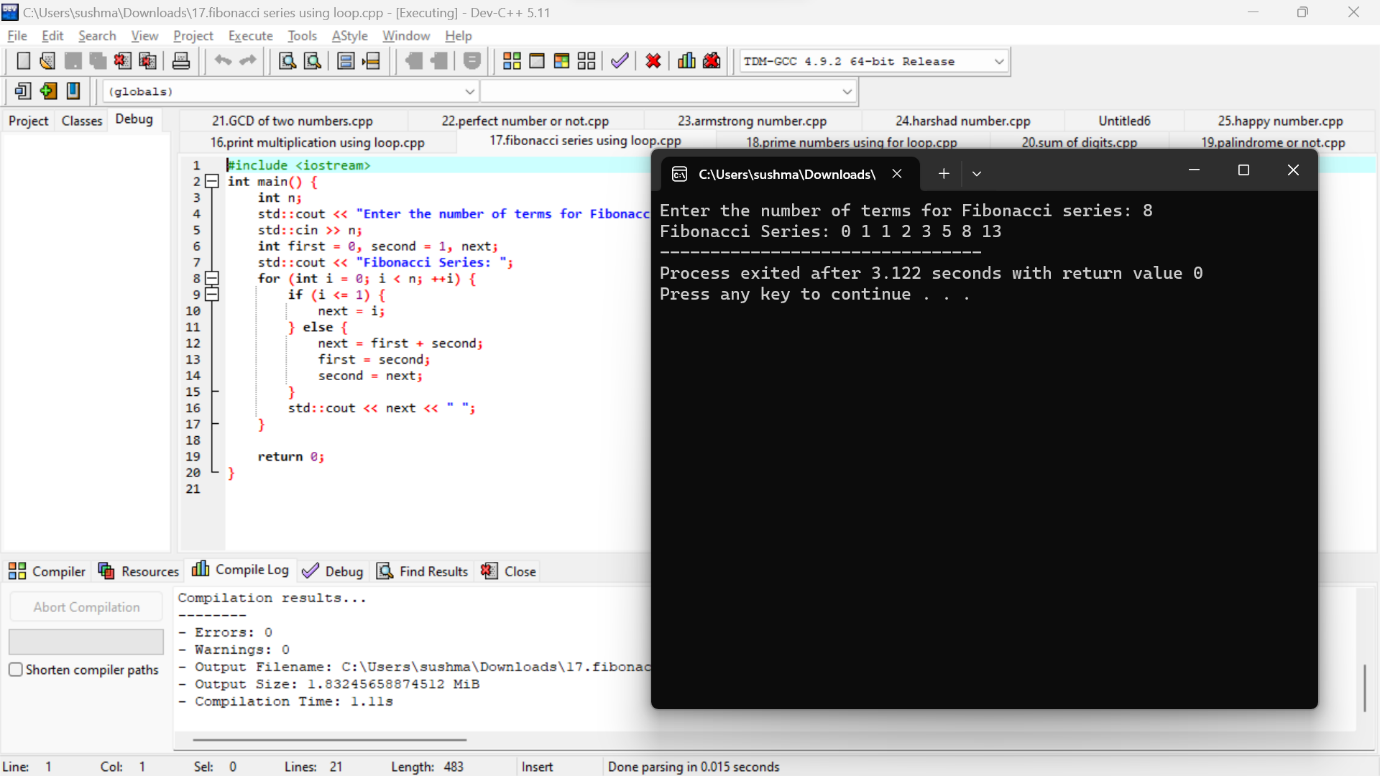 C:\Users\sushma\Downloads\17.fibonacci series using loop.cpp - [Executing] - Dev-C++ 5.11
File Edit Search View Project Execute Tools AStyle Window Help
TDM-GCC 4.9.2 64-bit Release
(globals)
Project Classes Debug
21.GCD of two numbers.cpp 22.perfect number or not.cpp 23.armstrong number.cpp 24.harshad number.cpp Untitled6 25.happy number.cpp
16.print multiplication using loop.cpp 17.fibonacci series using loop.cpp 18.prime numbers using for loop.cpp 20.sum of digits.cpp 19.palindrome or not.cpp
1 #include <iostream>
2 int main() {
3 int n;
4 std::cout << "Enter the number of terms for Fibonacc
5 std::cin >> n;
6 int first = 0, second = 1, next;
7 std::cout << "Fibonacci Series: ";
8 for (int i = 0; i < n; ++i) {
9 if (i <= 1) {
10 next = i;
11 } else {
12 next = first + second;
13 first = second;
14 second = next;
15 }
16 std::cout << next << " ";
17 }
18
19 return 0;
20 }
21
C:\Users\sushma\Downloads\
Enter the number of terms for Fibonacci series: 8
Fibonacci Series: 0 1 1 2 3 5 8 13
--------------------------------
Process exited after 3.122 seconds with return value 0
Press any key to continue . . .
Compiler Resources Compile Log Debug Find Results Close
Abort Compilation
Shorten compiler paths
Compilation results...
--------
- Errors: 0
- Warnings: 0
- Output Filename: C:\Users\sushma\Downloads\17.fibonac
- Output Size: 1.83245658874512 MiB
- Compilation Time: 1.11s
Line: 1 Col: 1 Sel: 0 Lines: 21 Length: 483 Insert Done parsing in 0.015 seconds